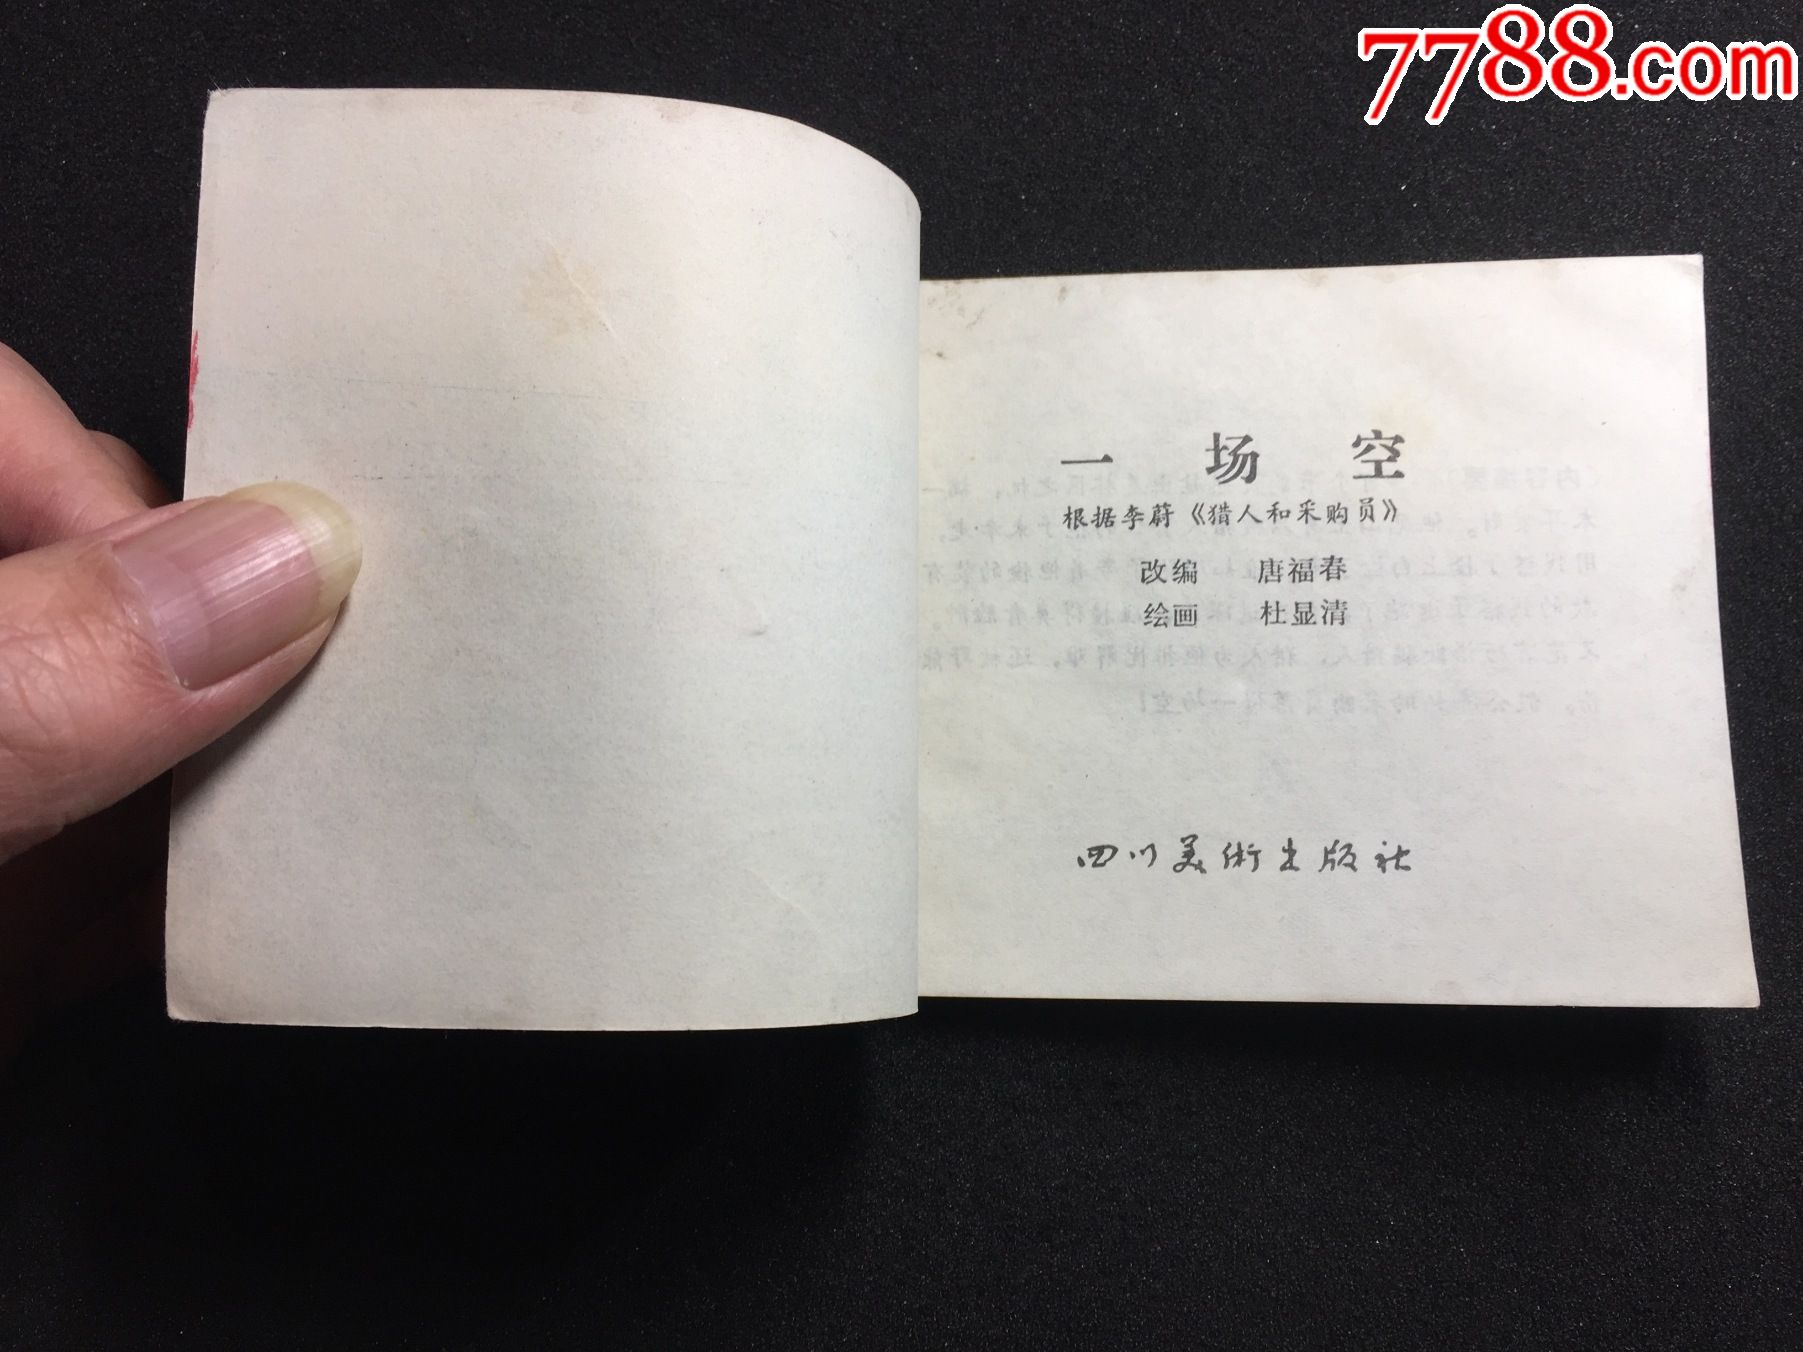 7788.com
一场空
根据李蔚《猎人和采购员》
改编 唐福春
绘画 杜显清
四川美術出版社